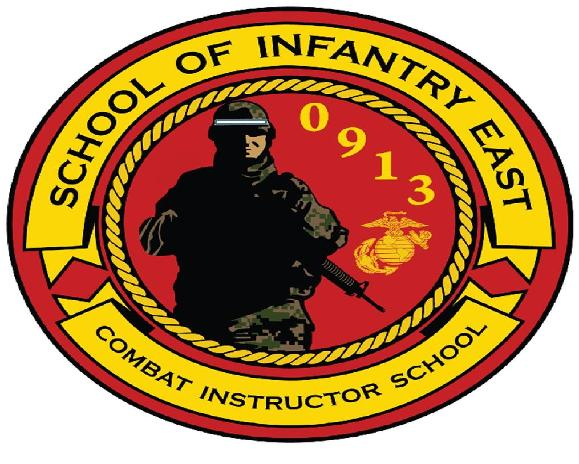 SCHOOL OF INFANTRY EAST
0913
COMBAT INSTRUCTOR SCHOOL